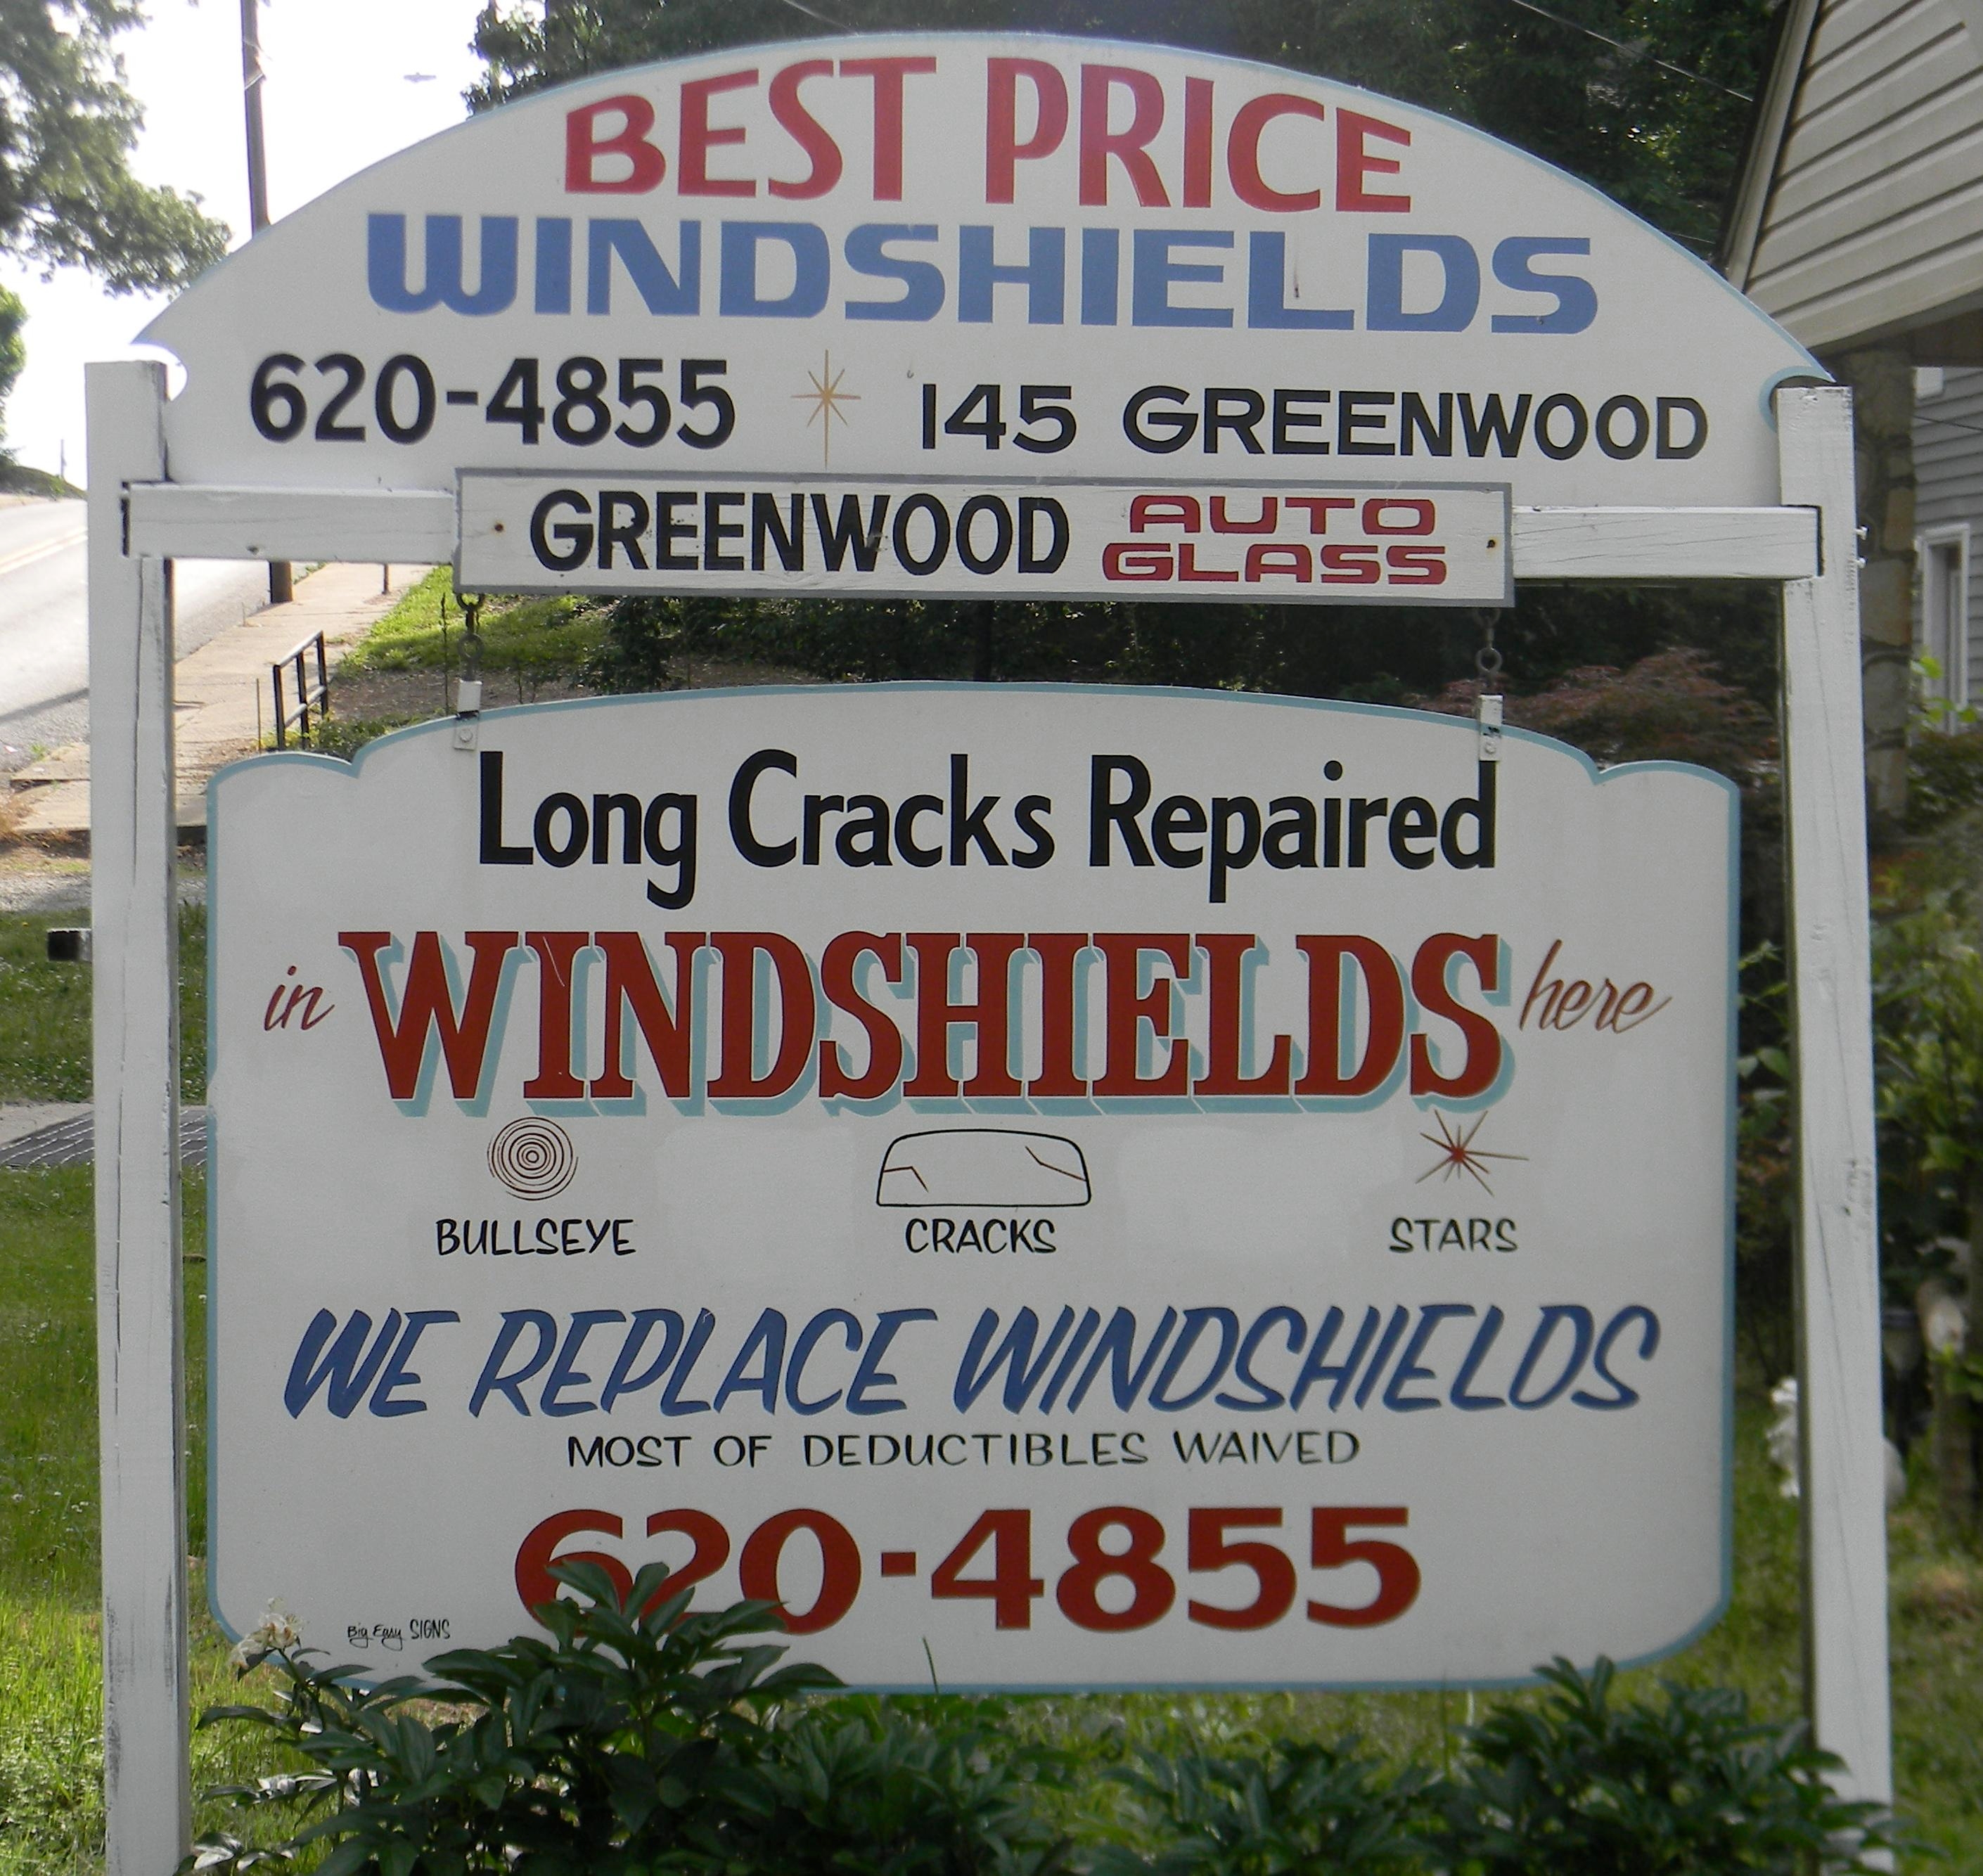 BEST PRICE
WINDSHIELDS
620-4855 145 GREENWOOD
GREENWOOD AUTO GLASS
Long Cracks Repaired
in WINDSHIELDS here
BULLSEYE CRACKS STARS
WE REPLACE WINDSHIELDS
MOST OF DEDUCTIBLES WAIVED
620-4855
Big Easy SIGNS